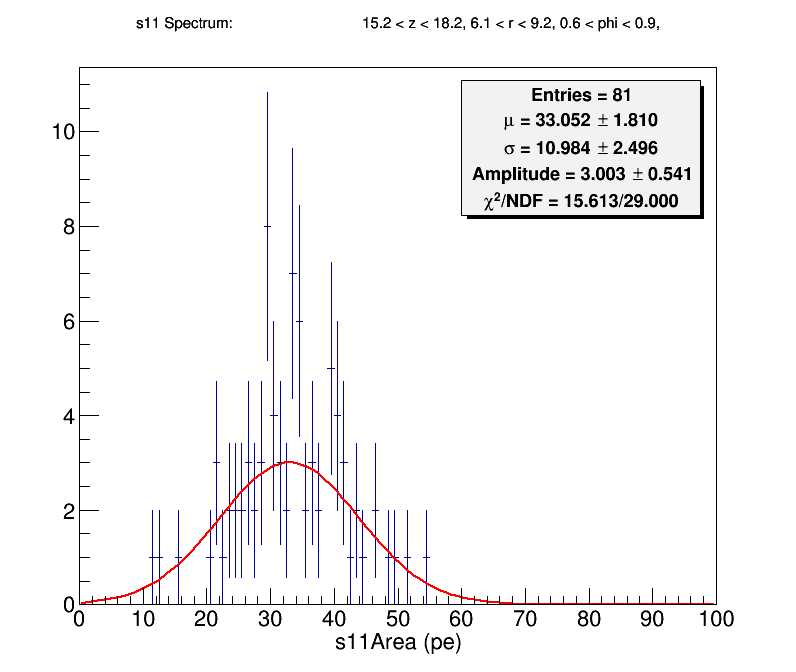 s11 Spectrum: 15.2 < z < 18.2, 6.1 < r < 9.2, 0.6 < phi < 0.9,
Entries = 81
μ = 33.052 ± 1.810
σ = 10.984 ± 2.496
Amplitude = 3.003 ± 0.541
χ²/NDF = 15.613/29.000
10
8
6
4
2
0
0 10 20 30 40 50 60 70 80 90 100
s11Area (pe)